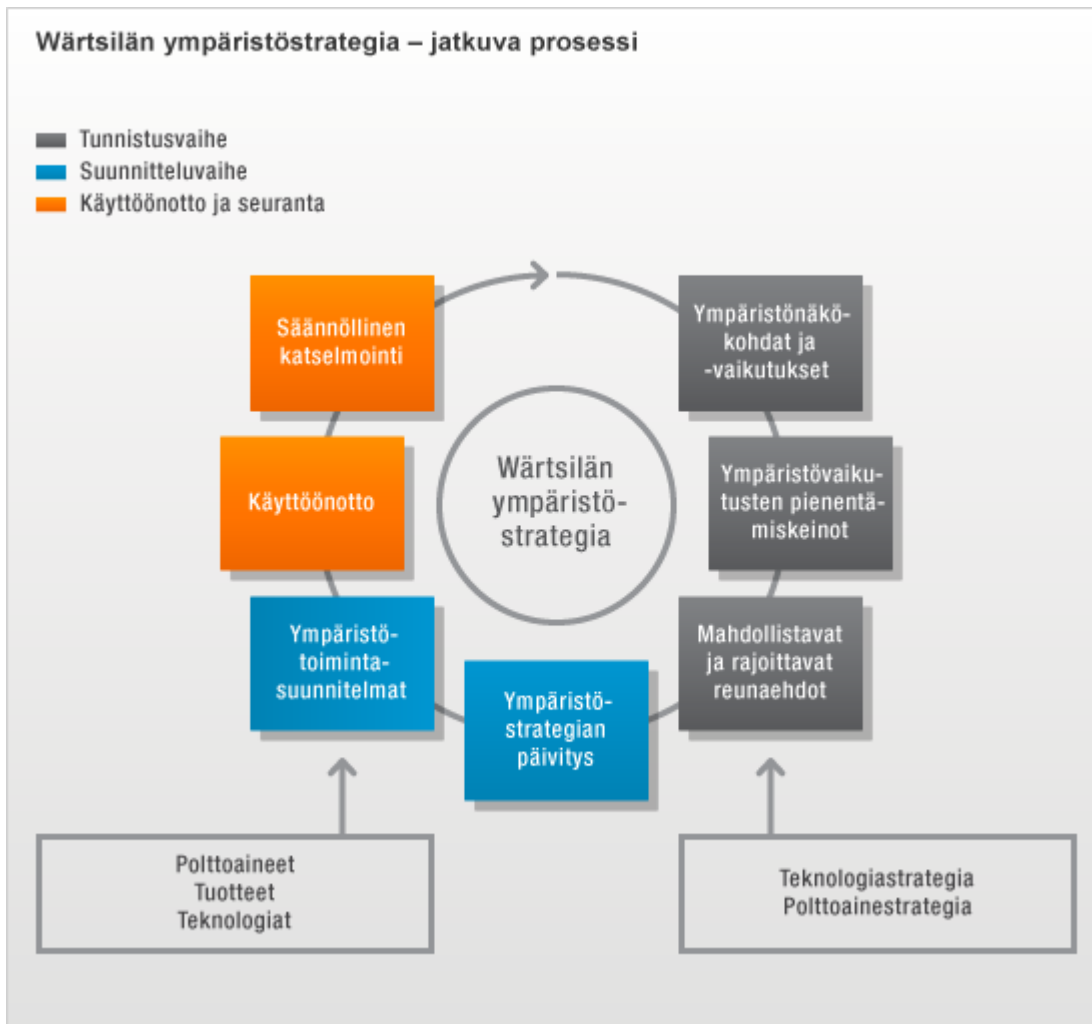 Wärtsilän ympäristöstrategia – jatkuva prosessi
Tunnistusvaihe
Suunnitteluvaihe
Käyttöönotto ja seuranta
Säännöllinen
katselmointi
Ympäristönäkö-
kohdat ja
-vaikutukset
Käyttöönotto
Wärtsilän
ympäristö-
strategia
Ympäristövaiku-
tusten pienentä-
miskeinot
Ympäristö-
toiminta-
suunnitelmat
Ympäristö-
strategian
päivitys
Mahdollistavat
ja rajoittavat
reunaehdot
Polttoaineet
Tuotteet
Teknologiat
Teknologiastrategia
Polttoainestrategia